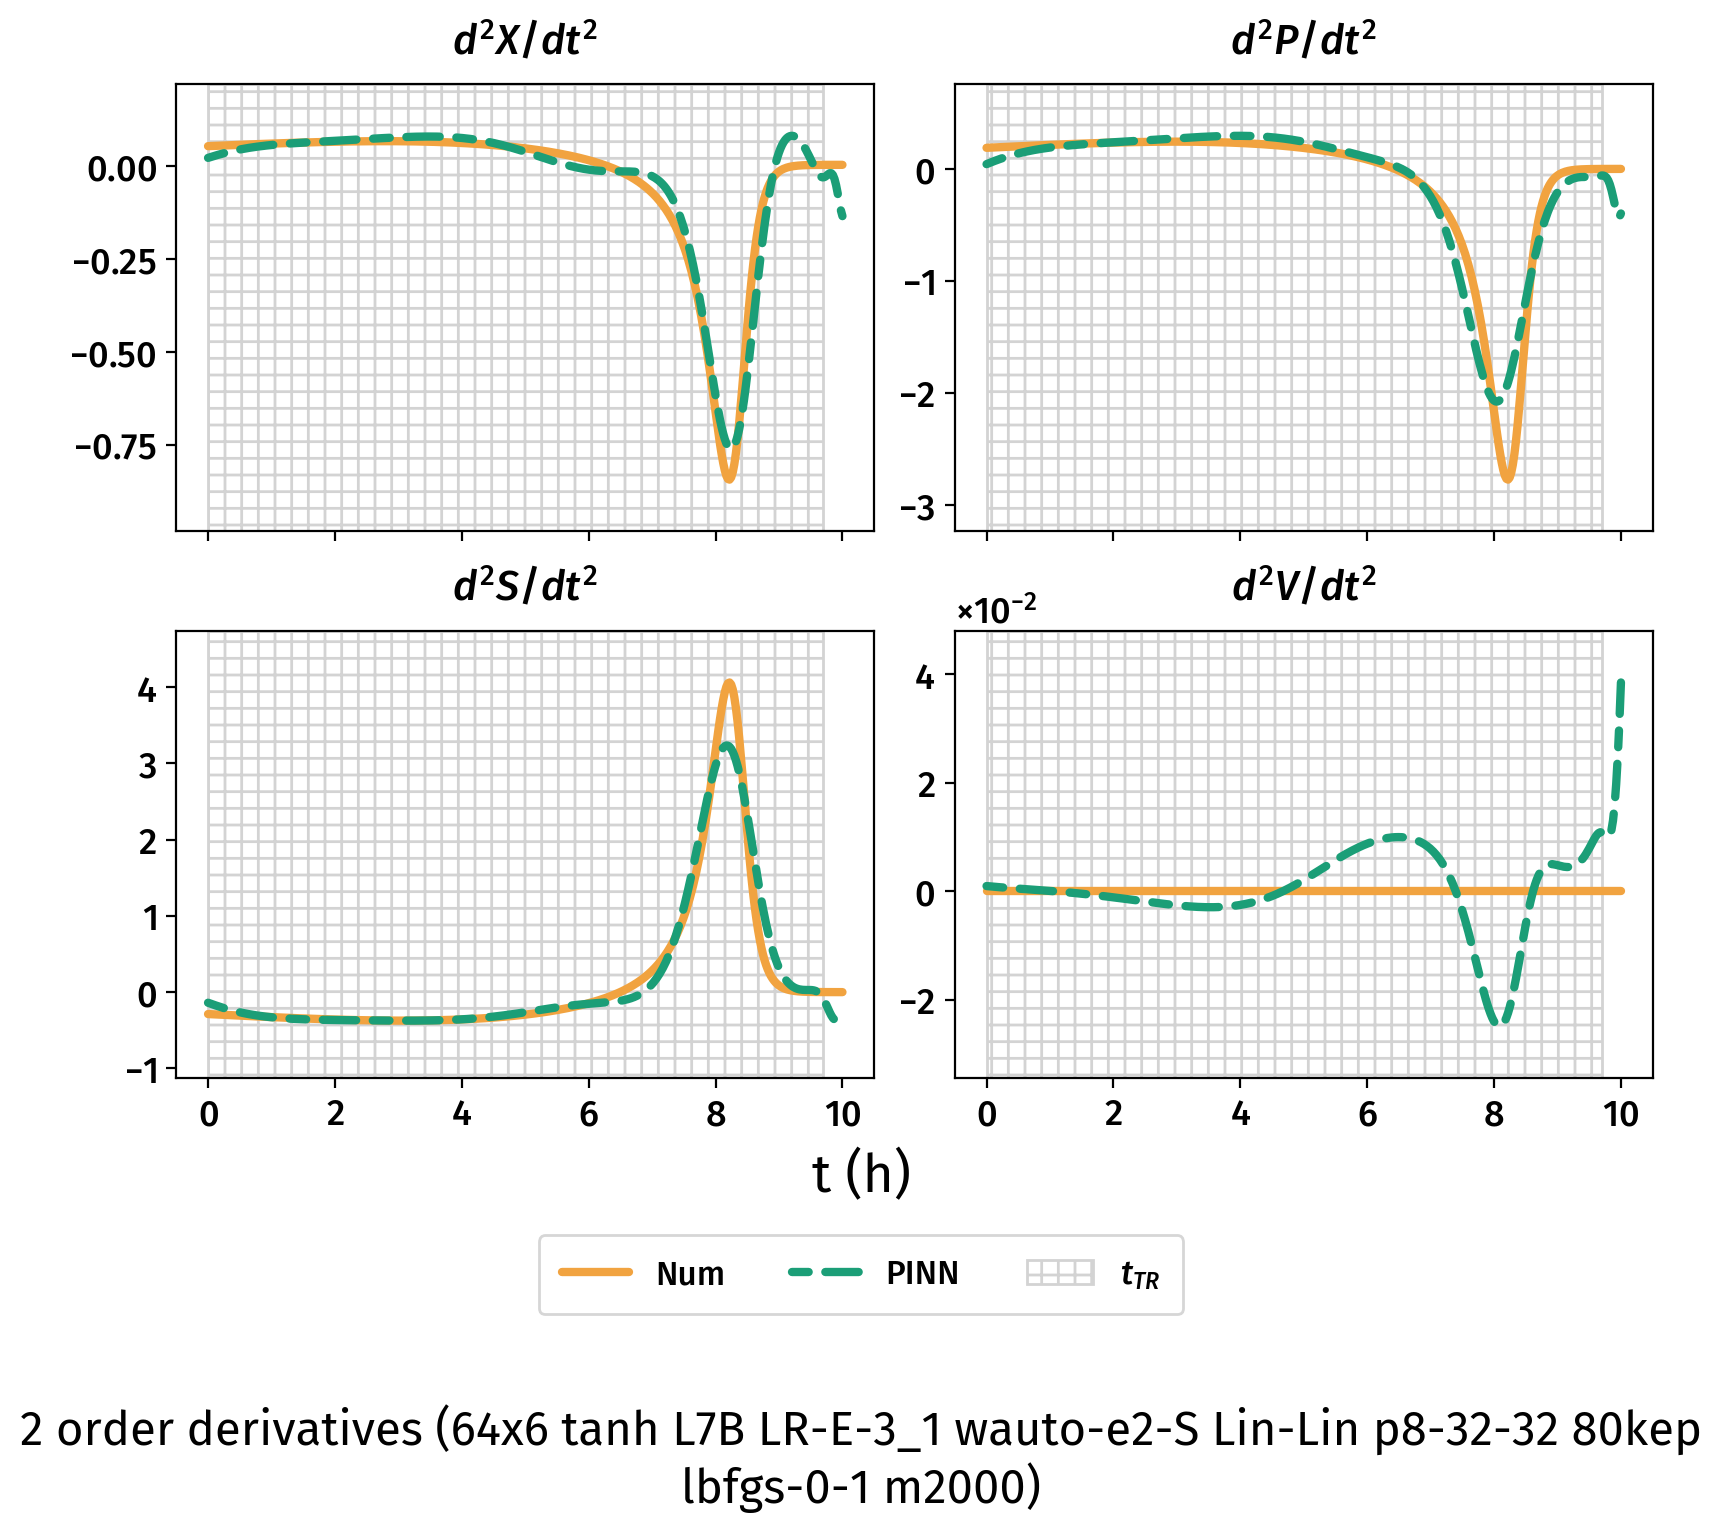 d²X/dt²
d²P/dt²
0.00
−0.25
−0.50
−0.75
0
−1
−2
−3
d²S/dt²
d²V/dt²
×10⁻²
4
3
2
1
0
−1
4
2
0
−2
0 2 4 6 8 10
0 2 4 6 8 10
t (h)
Num PINN t_TR
2 order derivatives (64x6 tanh L7B LR-E-3_1 wauto-e2-S Lin-Lin p8-32-32 80kep
lbfgs-0-1 m2000)